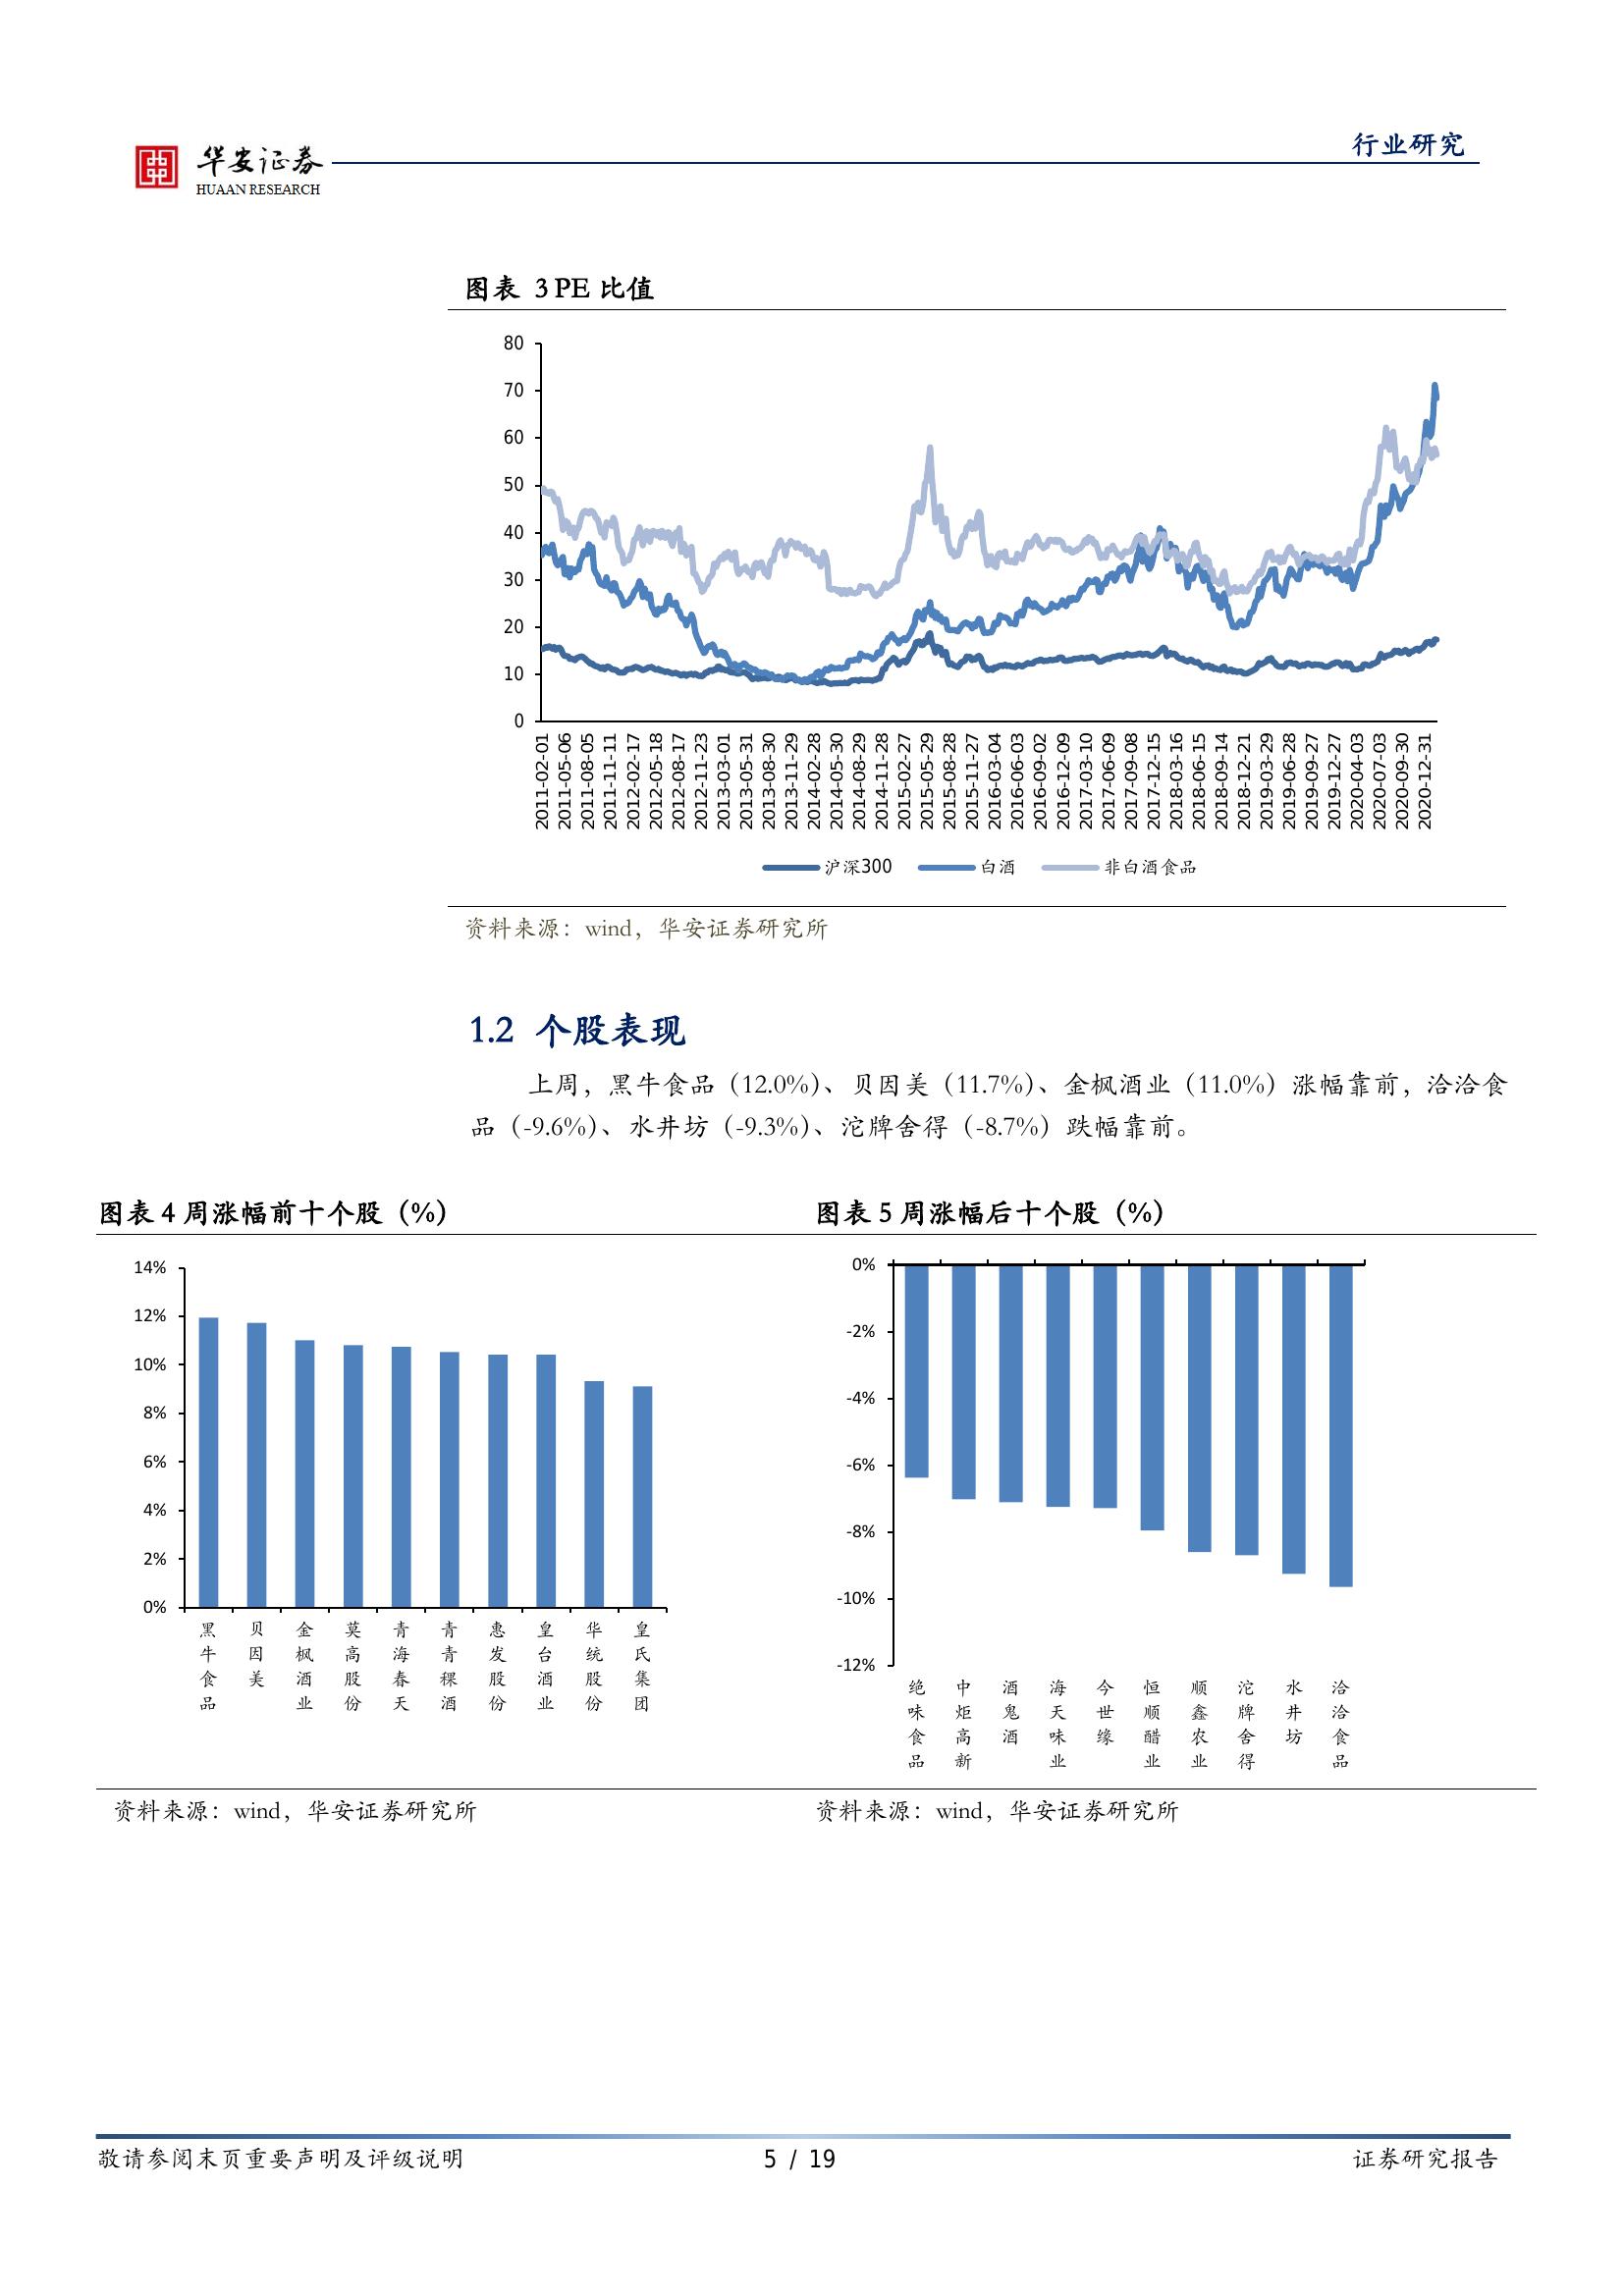 行业研究
华安证券
HUAAN RESEARCH
图表 3 PE 比值
80
70
60
50
40
30
20
10
0
2011-02-01
2011-05-06
2011-08-05
2011-11-11
2012-02-17
2012-05-18
2012-08-17
2012-11-23
2013-03-01
2013-05-31
2013-08-30
2013-11-29
2014-02-28
2014-05-30
2014-08-29
2014-11-28
2015-02-27
2015-05-29
2015-08-28
2015-11-27
2016-03-04
2016-06-03
2016-09-02
2016-12-09
2017-03-10
2017-06-09
2017-09-08
2017-12-15
2018-03-16
2018-06-15
2018-09-14
2018-12-21
2019-03-29
2019-06-28
2019-09-27
2019-12-27
2020-04-03
2020-07-03
2020-09-30
2020-12-31
沪深300 白酒 非白酒食品
资料来源：wind，华安证券研究所
1.2 个股表现
上周，黑牛食品（12.0%）、贝因美（11.7%）、金枫酒业（11.0%）涨幅靠前，洽洽食
品（-9.6%）、水井坊（-9.3%）、沱牌舍得（-8.7%）跌幅靠前。
图表 4 周涨幅前十个股（%）
14%
12%
10%
8%
6%
4%
2%
0%
黑牛食品
贝因美
金枫酒业
莫高股份
青海春天
青青稞酒
惠发股份
皇台酒业
华统股份
皇氏集团
资料来源：wind，华安证券研究所
图表 5 周涨幅后十个股（%）
0%
-2%
-4%
-6%
-8%
-10%
-12%
绝味食品
中炬高新
酒鬼酒
海天味业
今世缘
恒顺醋业
顺鑫农业
沱牌舍得
水井坊
洽洽食品
资料来源：wind，华安证券研究所
敬请参阅末页重要声明及评级说明
5 / 19
证券研究报告